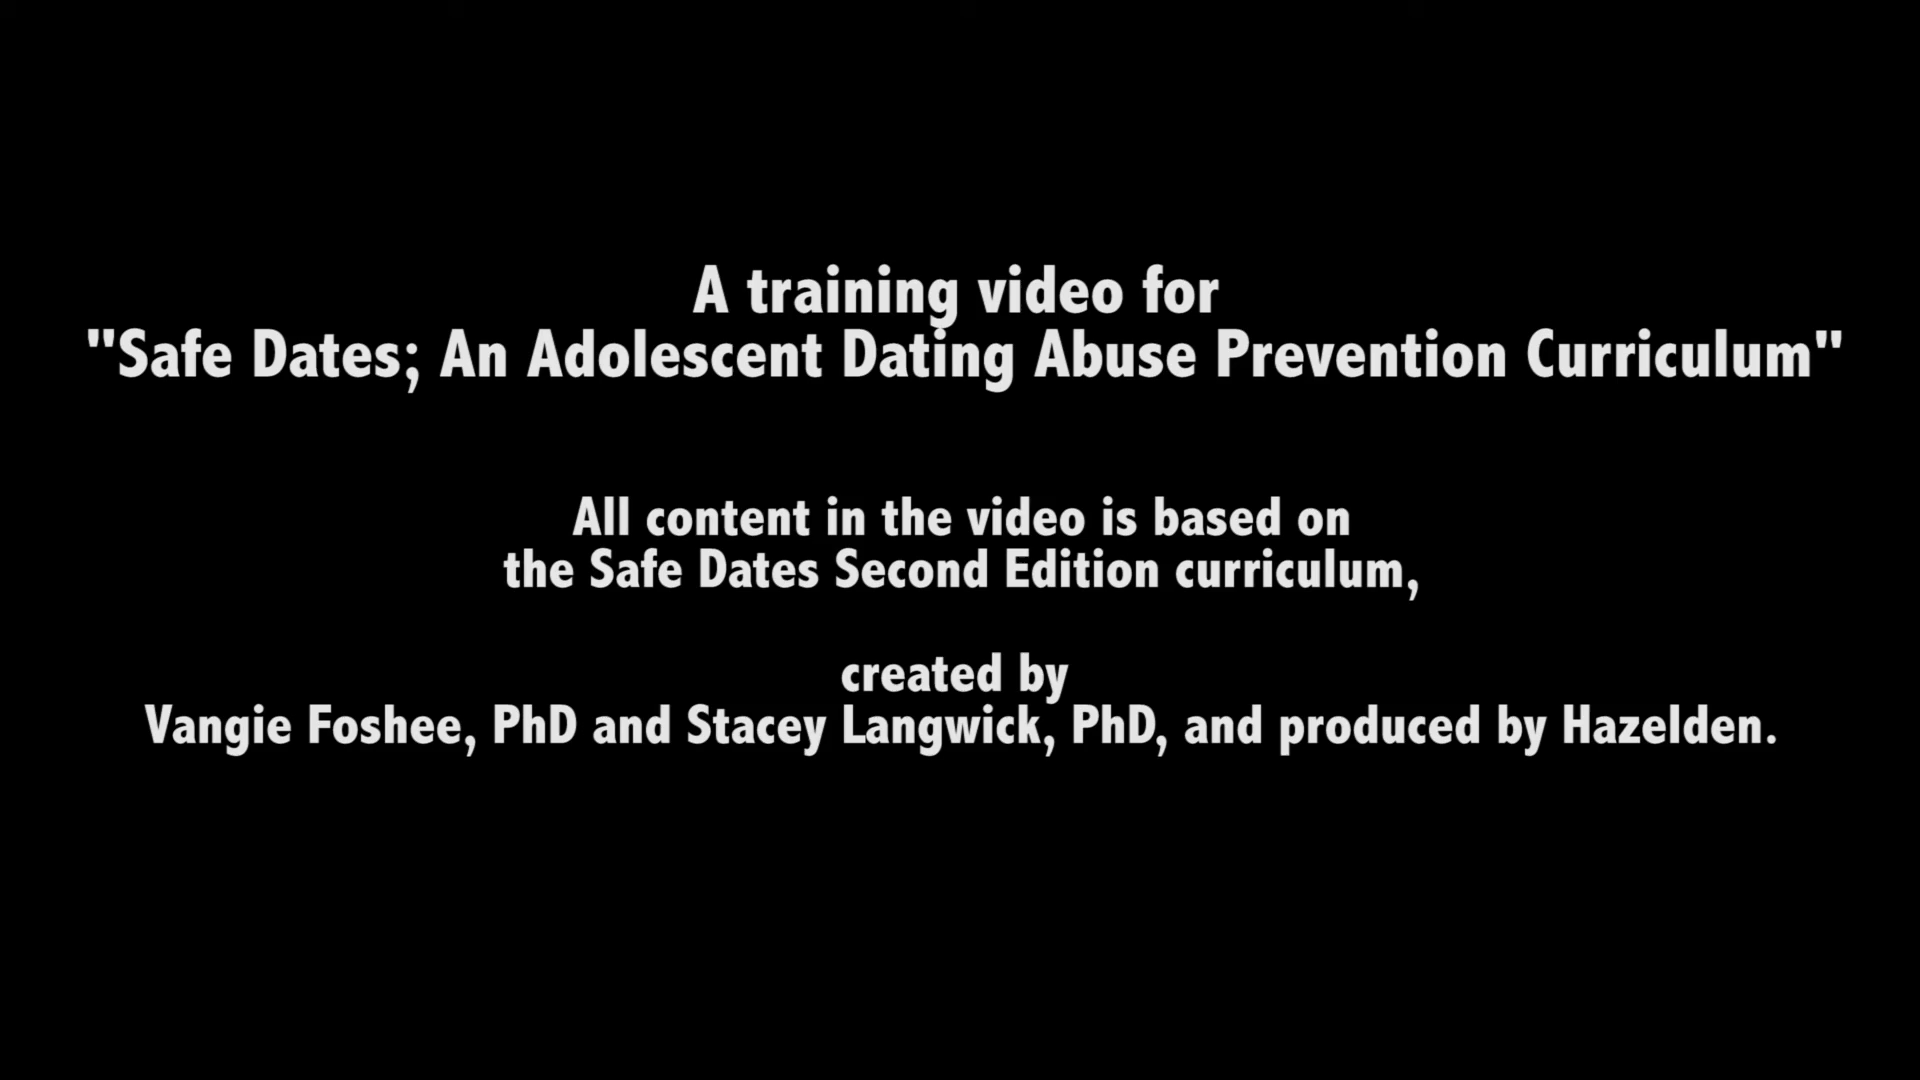 A training video for
"Safe Dates; An Adolescent Dating Abuse Prevention Curriculum"
All content in the video is based on
the Safe Dates Second Edition curriculum,
created by
Vangie Foshee, PhD and Stacey Langwick, PhD, and produced by Hazelden.